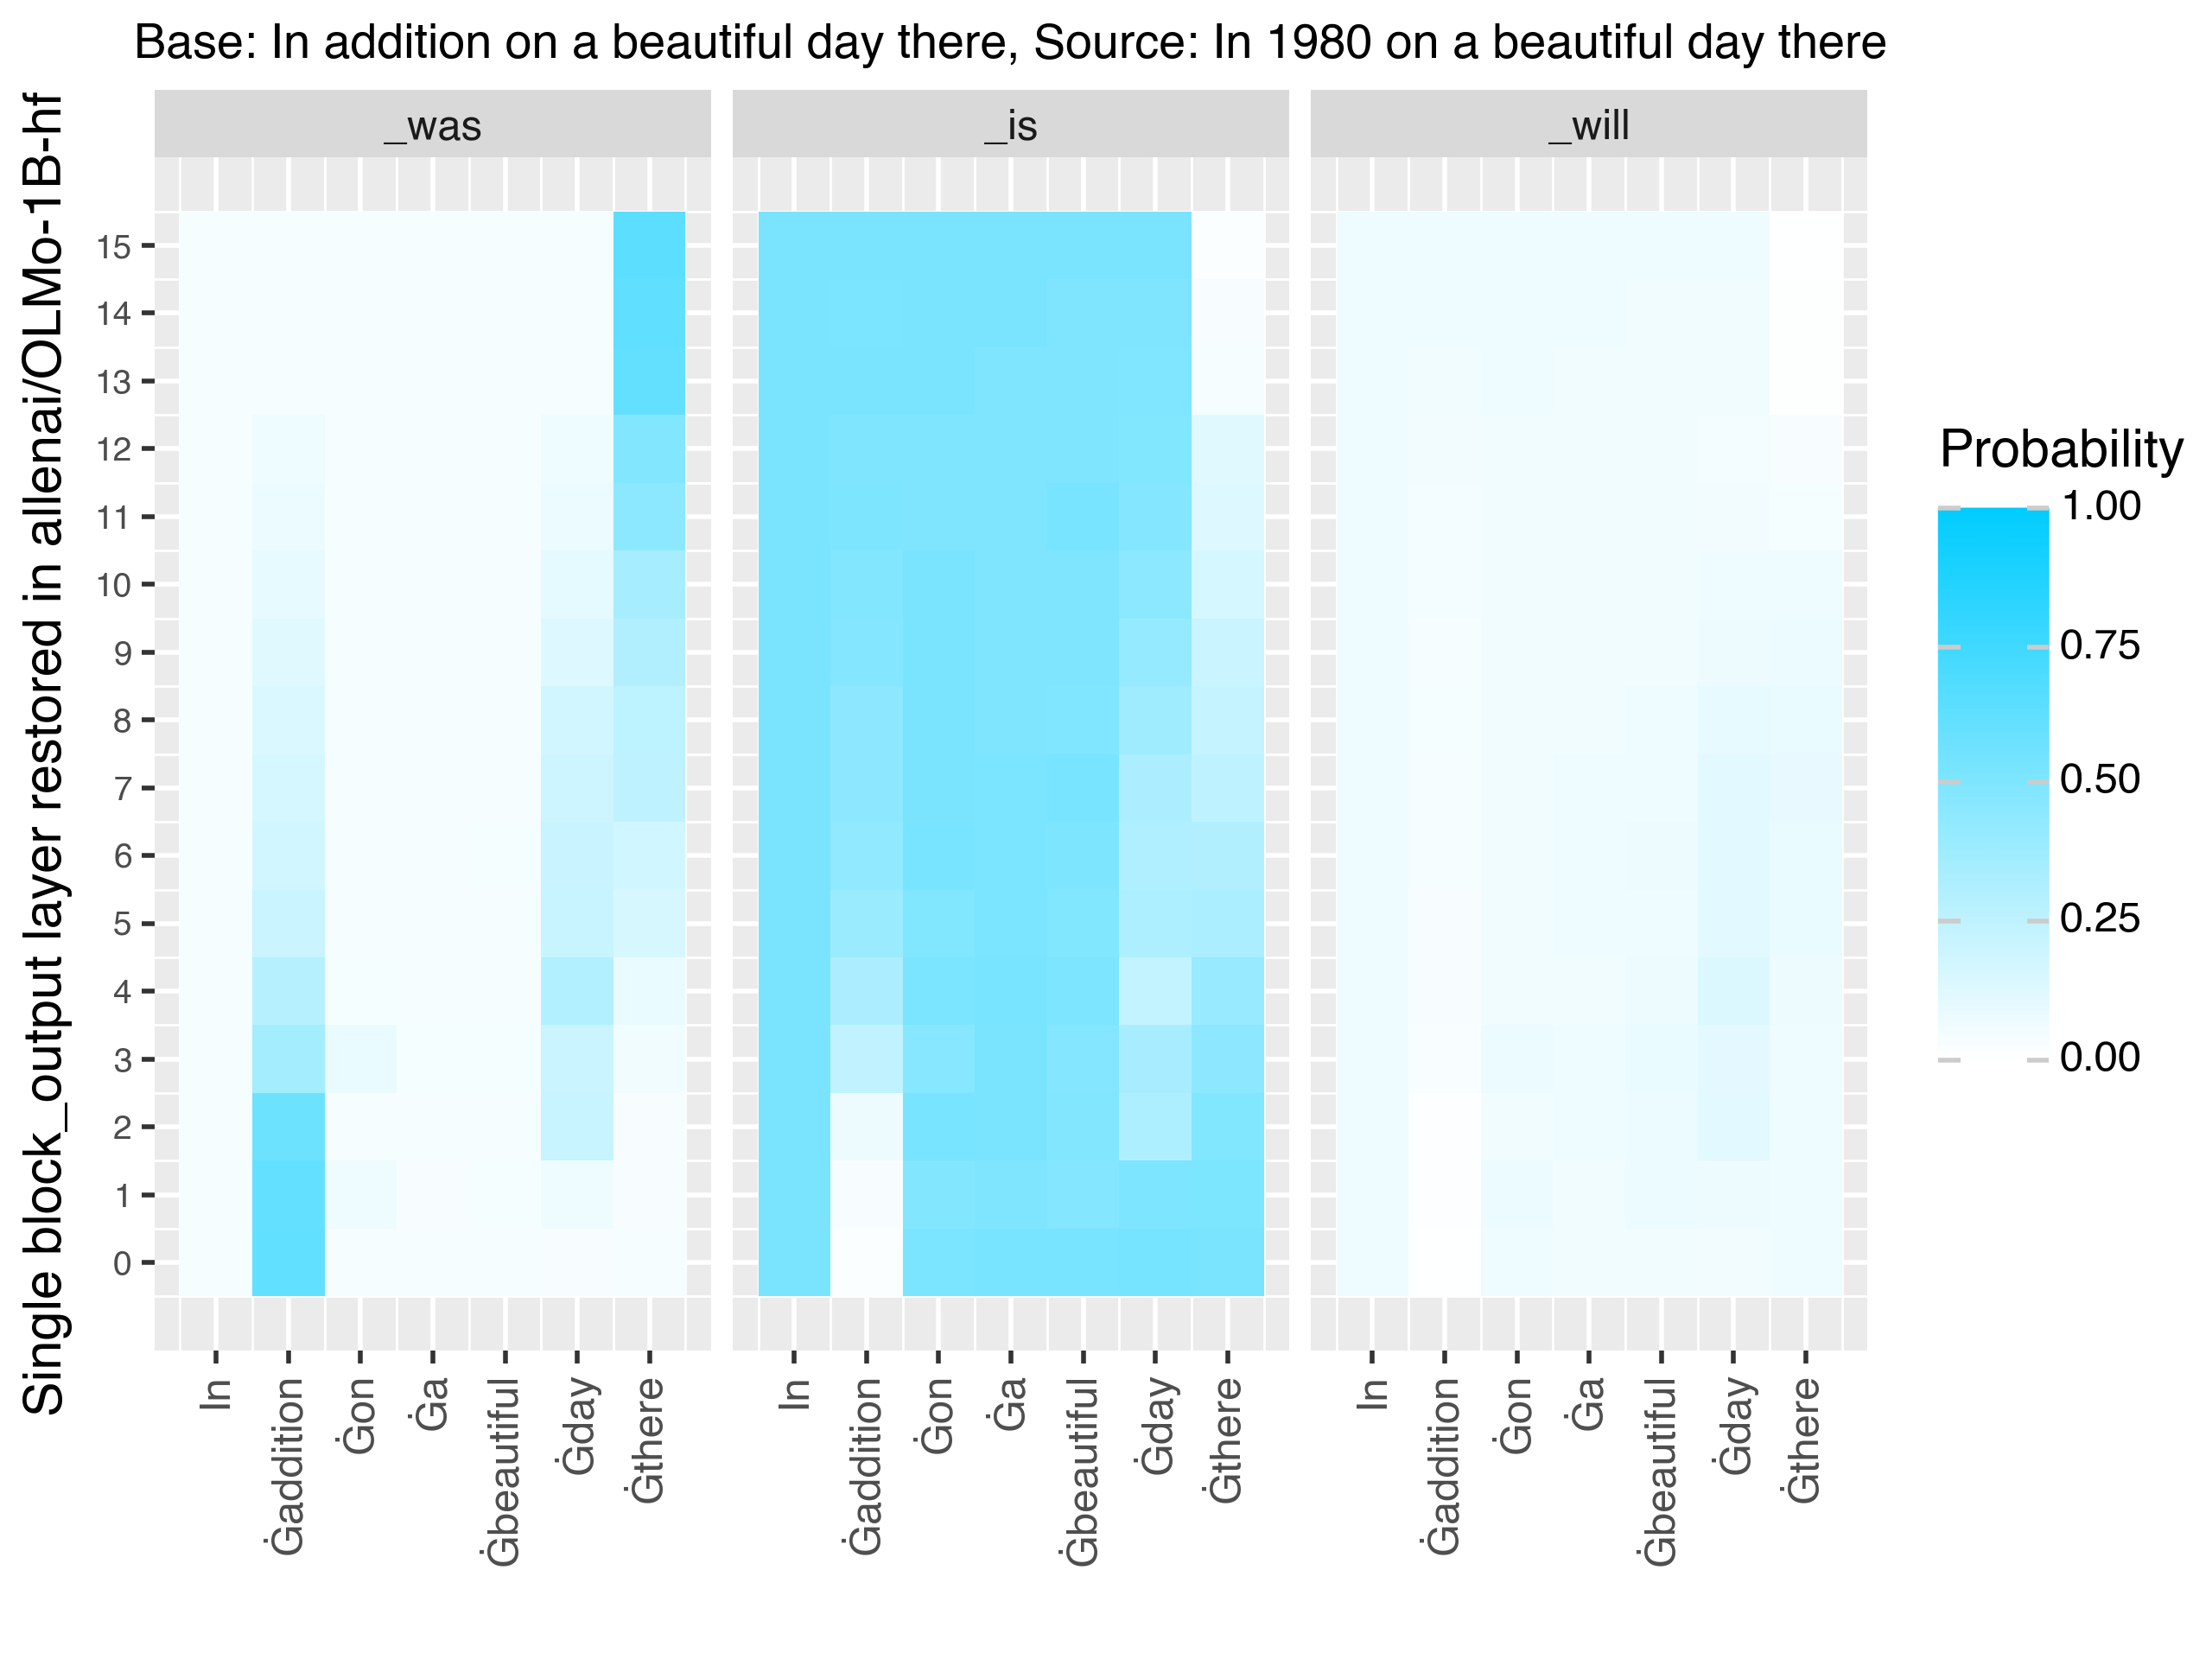 Base: In addition on a beautiful day there, Source: In 1980 on a beautiful day there
Single block_output layer restored in allenai/OLMo-1B-hf
_was
_is
_will
15
14
13
12
11
10
9
8
7
6
5
4
3
2
1
0
In
Ġaddition
Ġon
Ġa
Ġbeautiful
Ġday
Ġthere
In
Ġaddition
Ġon
Ġa
Ġbeautiful
Ġday
Ġthere
In
Ġaddition
Ġon
Ġa
Ġbeautiful
Ġday
Ġthere
Probability
1.00
0.75
0.50
0.25
0.00